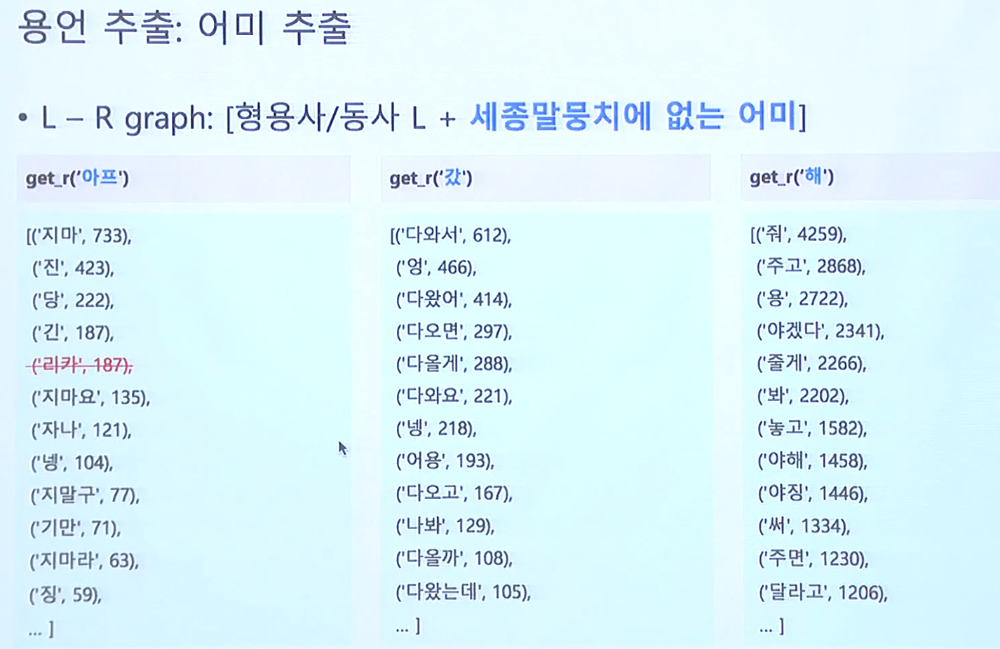 용언 추출: 어미 추출
• L – R graph: [형용사/동사 L + 세종말뭉치에 없는 어미]
get_r('아프')
[('지마', 733),
('진', 423),
('당', 222),
('긴', 187),
('리카', 187),
('지마요', 135),
('자나', 121),
('넹', 104),
('지말구', 77),
('기만', 71),
('지마라', 63),
('징', 59),
... ]
get_r('갔')
[('다와서', 612),
('엉', 466),
('다왔어', 414),
('다오면', 297),
('다올게', 288),
('다와요', 221),
('넹', 218),
('어용', 193),
('다오고', 167),
('나봐', 129),
('다올까', 108),
('다왔는데', 105),
... ]
get_r('해')
[('줘', 4259),
('주고', 2868),
('용', 2722),
('야겠다', 2341),
('줄게', 2266),
('봐', 2202),
('놓고', 1582),
('야해', 1458),
('야징', 1446),
('써', 1334),
('주면', 1230),
('달라고', 1206),
... ]